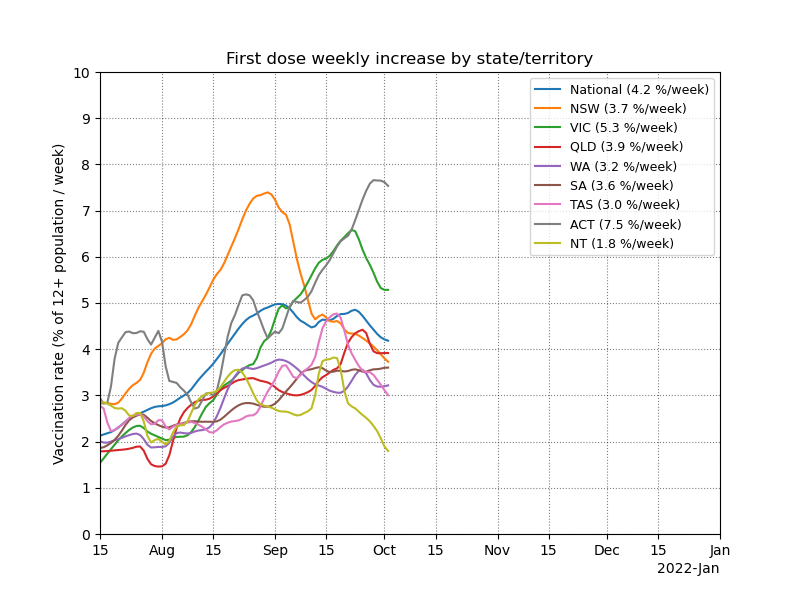 First dose weekly increase by state/territory
Vaccination rate (% of 12+ population / week)
10
9
8
7
6
5
4
3
2
1
0
National (4.2 %/week)
NSW (3.7 %/week)
VIC (5.3 %/week)
QLD (3.9 %/week)
WA (3.2 %/week)
SA (3.6 %/week)
TAS (3.0 %/week)
ACT (7.5 %/week)
NT (1.8 %/week)
15 Aug 15 Sep 15 Oct 15 Nov 15 Dec 15 Jan
2022-Jan